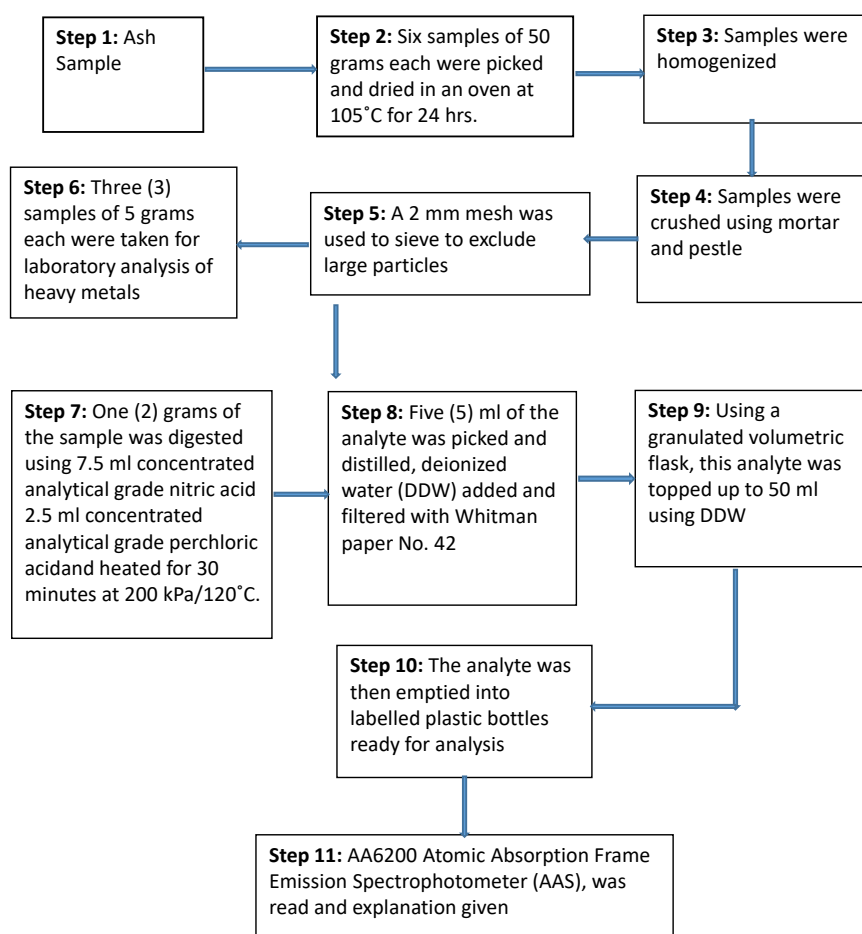 Step 1: Ash
Sample
Step 2: Six samples of 50
grams each were picked
and dried in an oven at
105˚C for 24 hrs.
Step 3: Samples were
homogenized
Step 4: Samples were
crushed using mortar
and pestle
Step 5: A 2 mm mesh was
used to sieve to exclude
large particles
Step 6: Three (3)
samples of 5 grams
each were taken for
laboratory analysis of
heavy metals
Step 7: One (2) grams of
the sample was digested
using 7.5 ml concentrated
analytical grade nitric acid
2.5 ml concentrated
analytical grade perchloric
acidand heated for 30
minutes at 200 kPa/120˚C.
Step 8: Five (5) ml of the
analyte was picked and
distilled, deionized
water (DDW) added and
filtered with Whitman
paper No. 42
Step 9: Using a
granulated volumetric
flask, this analyte was
topped up to 50 ml
using DDW
Step 10: The analyte was
then emptied into
labelled plastic bottles
ready for analysis
Step 11: AA6200 Atomic Absorption Frame
Emission Spectrophotometer (AAS), was
read and explanation given